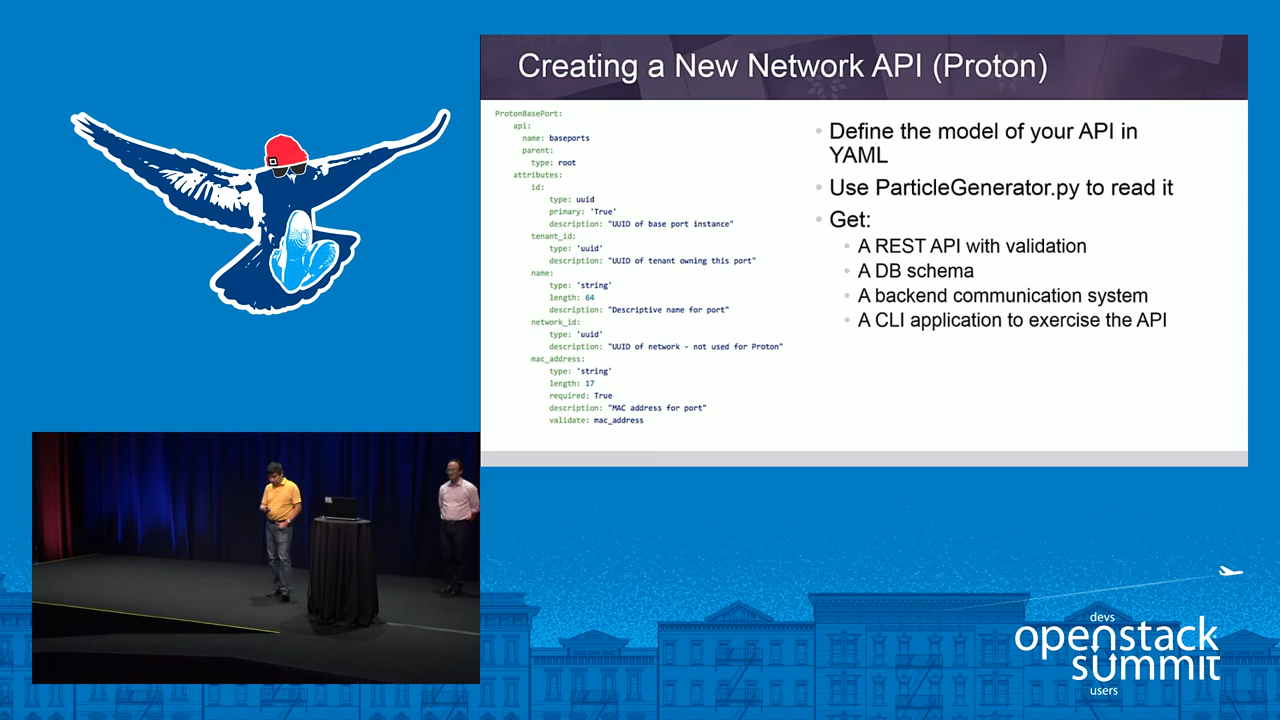 Creating a New Network API (Proton)
ProtonBasePort:
api:
name: baseports
parent:
type: root
attributes:
id:
type: uuid
primary: 'True'
description: "UUID of base port instance"
tenant_id:
type: 'uuid'
description: "UUID of tenant owning this port"
name:
type: 'string'
length: 64
description: "Descriptive name for port"
network_id:
type: 'uuid'
description: "UUID of network - not used for Proton"
mac_address:
type: 'string'
length: 17
required: True
description: "MAC address for port"
validate: mac_address
Define the model of your API in
YAML
Use ParticleGenerator.py to read it
Get:
A REST API with validation
A DB schema
A backend communication system
A CLI application to exercise the API
devs
openstack
summit
users